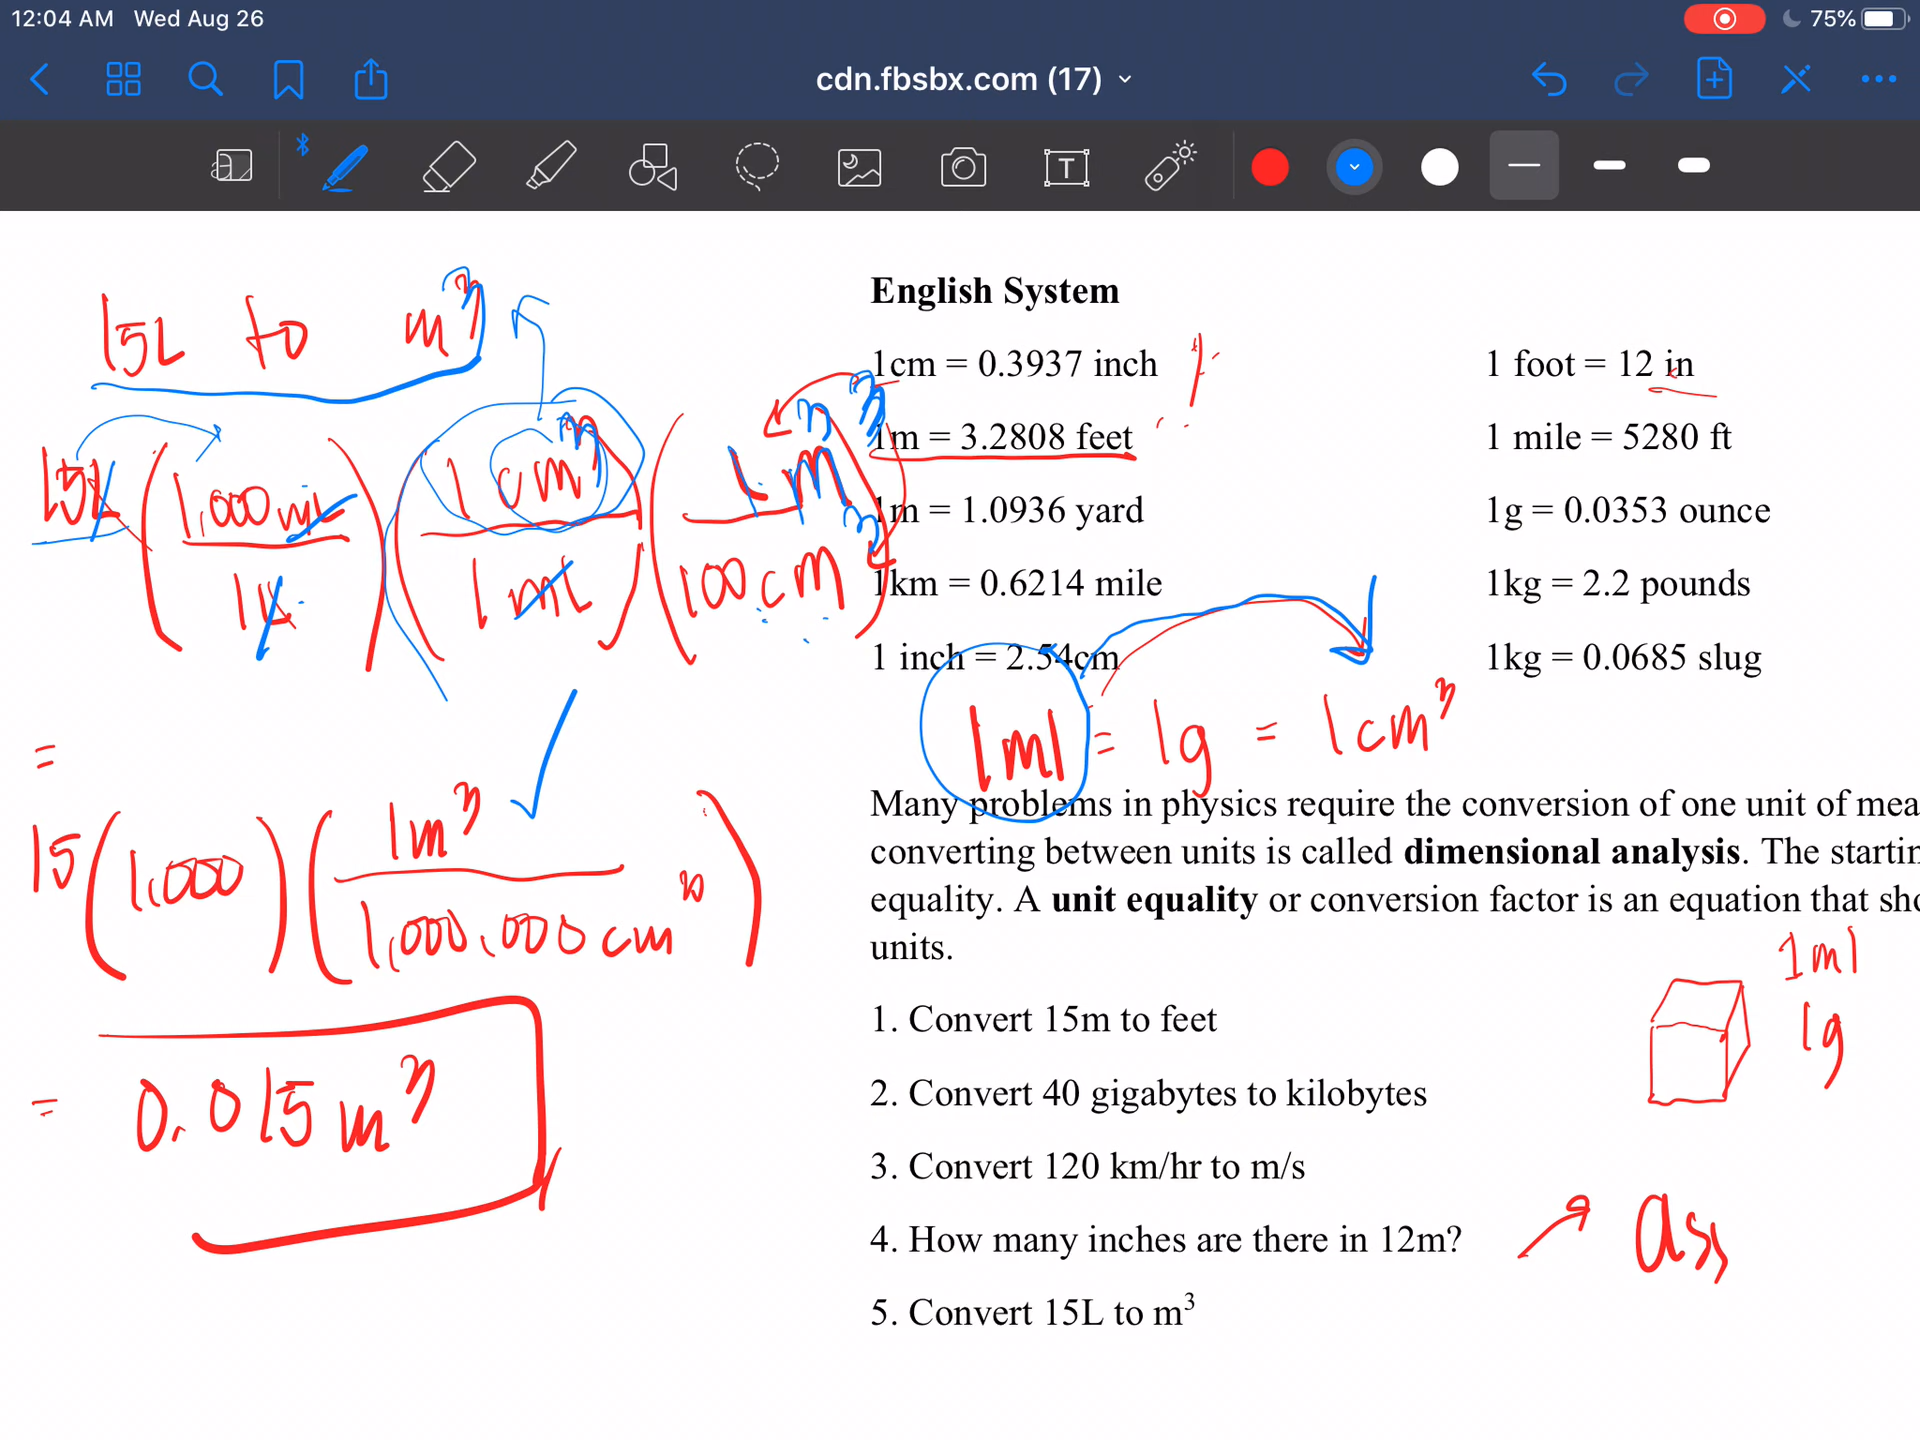 12:04 AM Wed Aug 26
75%
cdn.fbsbx.com (17)
T
15L to m³
15L (1,000 mL / 1L) (1 cm³ / 1 mL) (1 m / 100 cm)³
=
15 (1,000) (1m³ / 1,000,000 cm³)
= 0.015 m³
English System
1cm = 0.3937 inch
1m = 3.2808 feet
1m = 1.0936 yard
1km = 0.6214 mile
1 inch = 2.54cm
1 foot = 12 in
1 mile = 5280 ft
1g = 0.0353 ounce
1kg = 2.2 pounds
1kg = 0.0685 slug
1ml = 1g = 1cm³
Many problems in physics require the conversion of one unit of mea
converting between units is called dimensional analysis. The startin
equality. A unit equality or conversion factor is an equation that sho
units.
1ml
1g
1. Convert 15m to feet
2. Convert 40 gigabytes to kilobytes
3. Convert 120 km/hr to m/s
4. How many inches are there in 12m?
ass
5. Convert 15L to m³